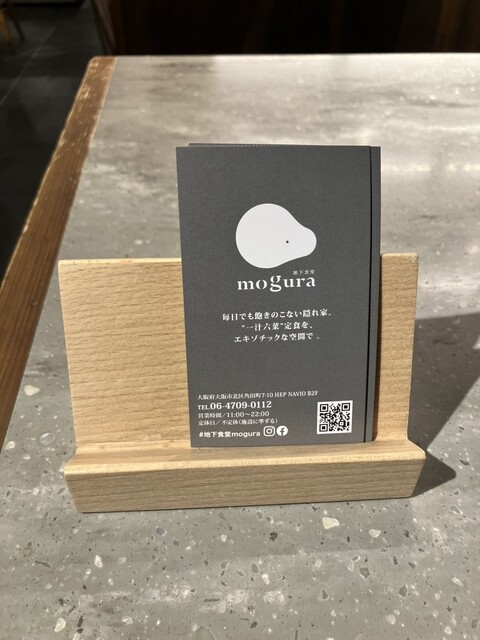 地下食堂
mogura
毎日でも飽きのこない隠れ家。
“一汁六菜”定食を、
エキゾチックな空間で。
大阪府大阪市北区角田町7-10 HEP NAVIO B2F
TEL.06-4709-0112
営業時間／11:00〜22:00
定休日／不定休（施設に準ずる）
#地下食堂mogura